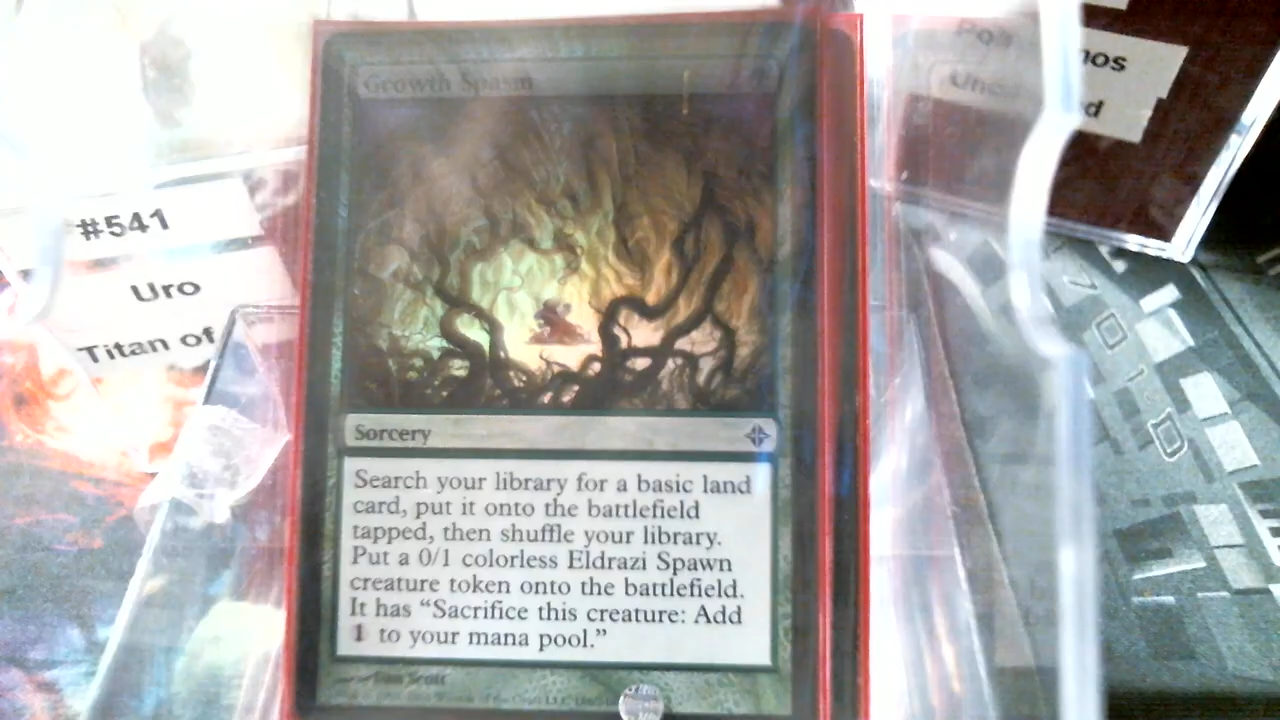 Growth Spasm
Sorcery
Search your library for a basic land
card, put it onto the battlefield
tapped, then shuffle your library.
Put a 0/1 colorless Eldrazi Spawn
creature token onto the battlefield.
It has “Sacrifice this creature: Add
1 to your mana pool.”
Scott
#541
Uro
Titan of
nos
d